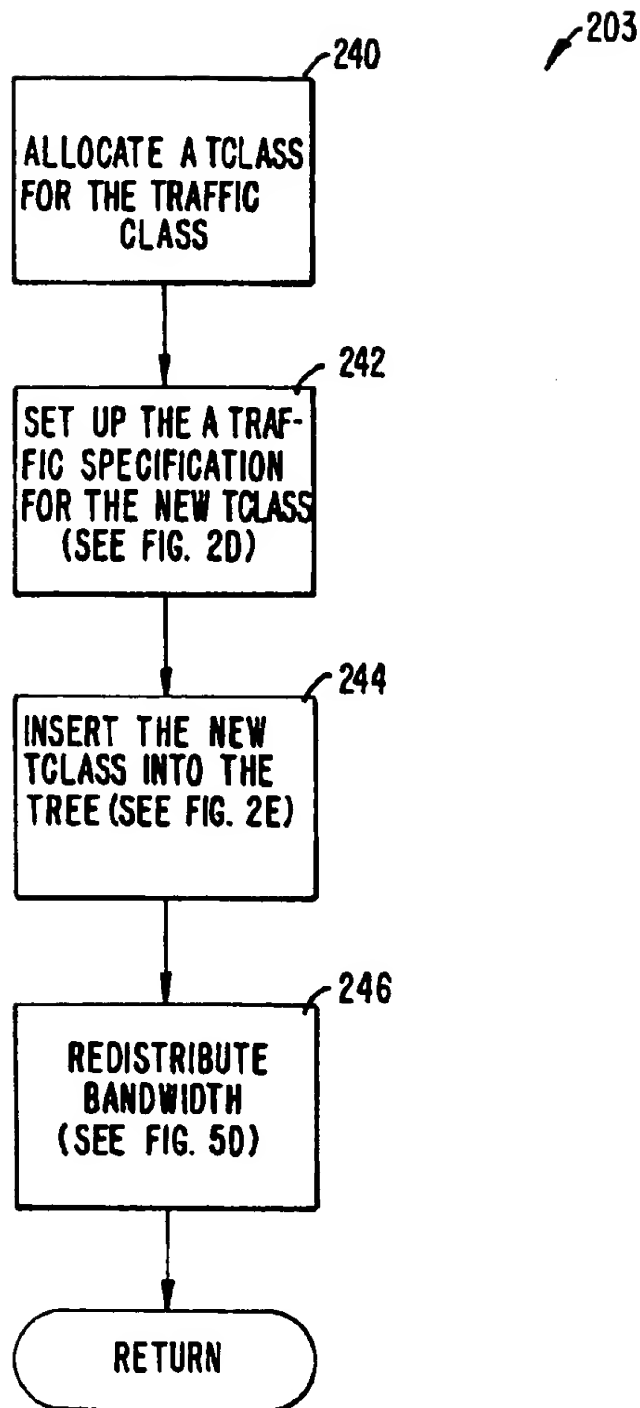 203
240
ALLOCATE A TCLASS
FOR THE TRAFFIC
CLASS
242
SET UP THE A TRAF-
FIC SPECIFICATION
FOR THE NEW TCLASS
(SEE FIG. 2D)
244
INSERT THE NEW
TCLASS INTO THE
TREE (SEE FIG. 2E)
246
REDISTRIBUTE
BANDWIDTH
(SEE FIG. 5D)
RETURN